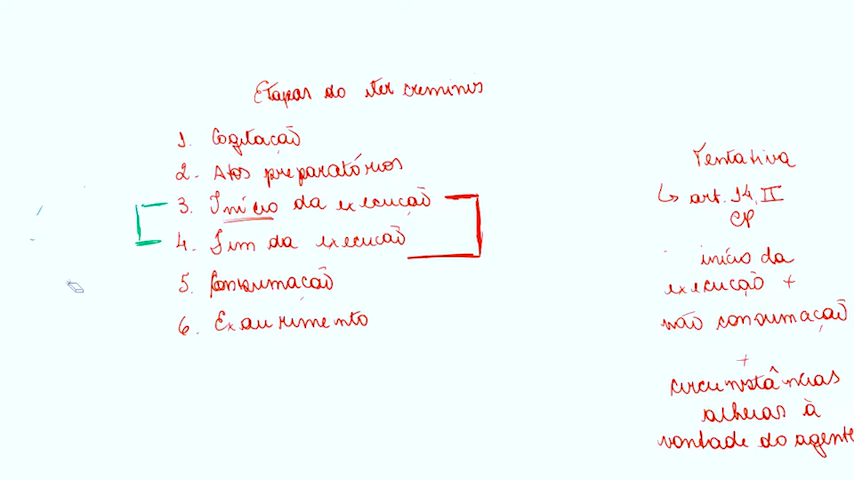 Etapas do iter criminis
1. Cogitação
2. Atos preparatórios
3. Início da execução
4. Fim da execução
5. Consumação
6. Exaurimento
Tentativa
↳ art. 14, II
CP
início da
execução +
não consumação
+
circunstâncias
alheias à
vontade do agente